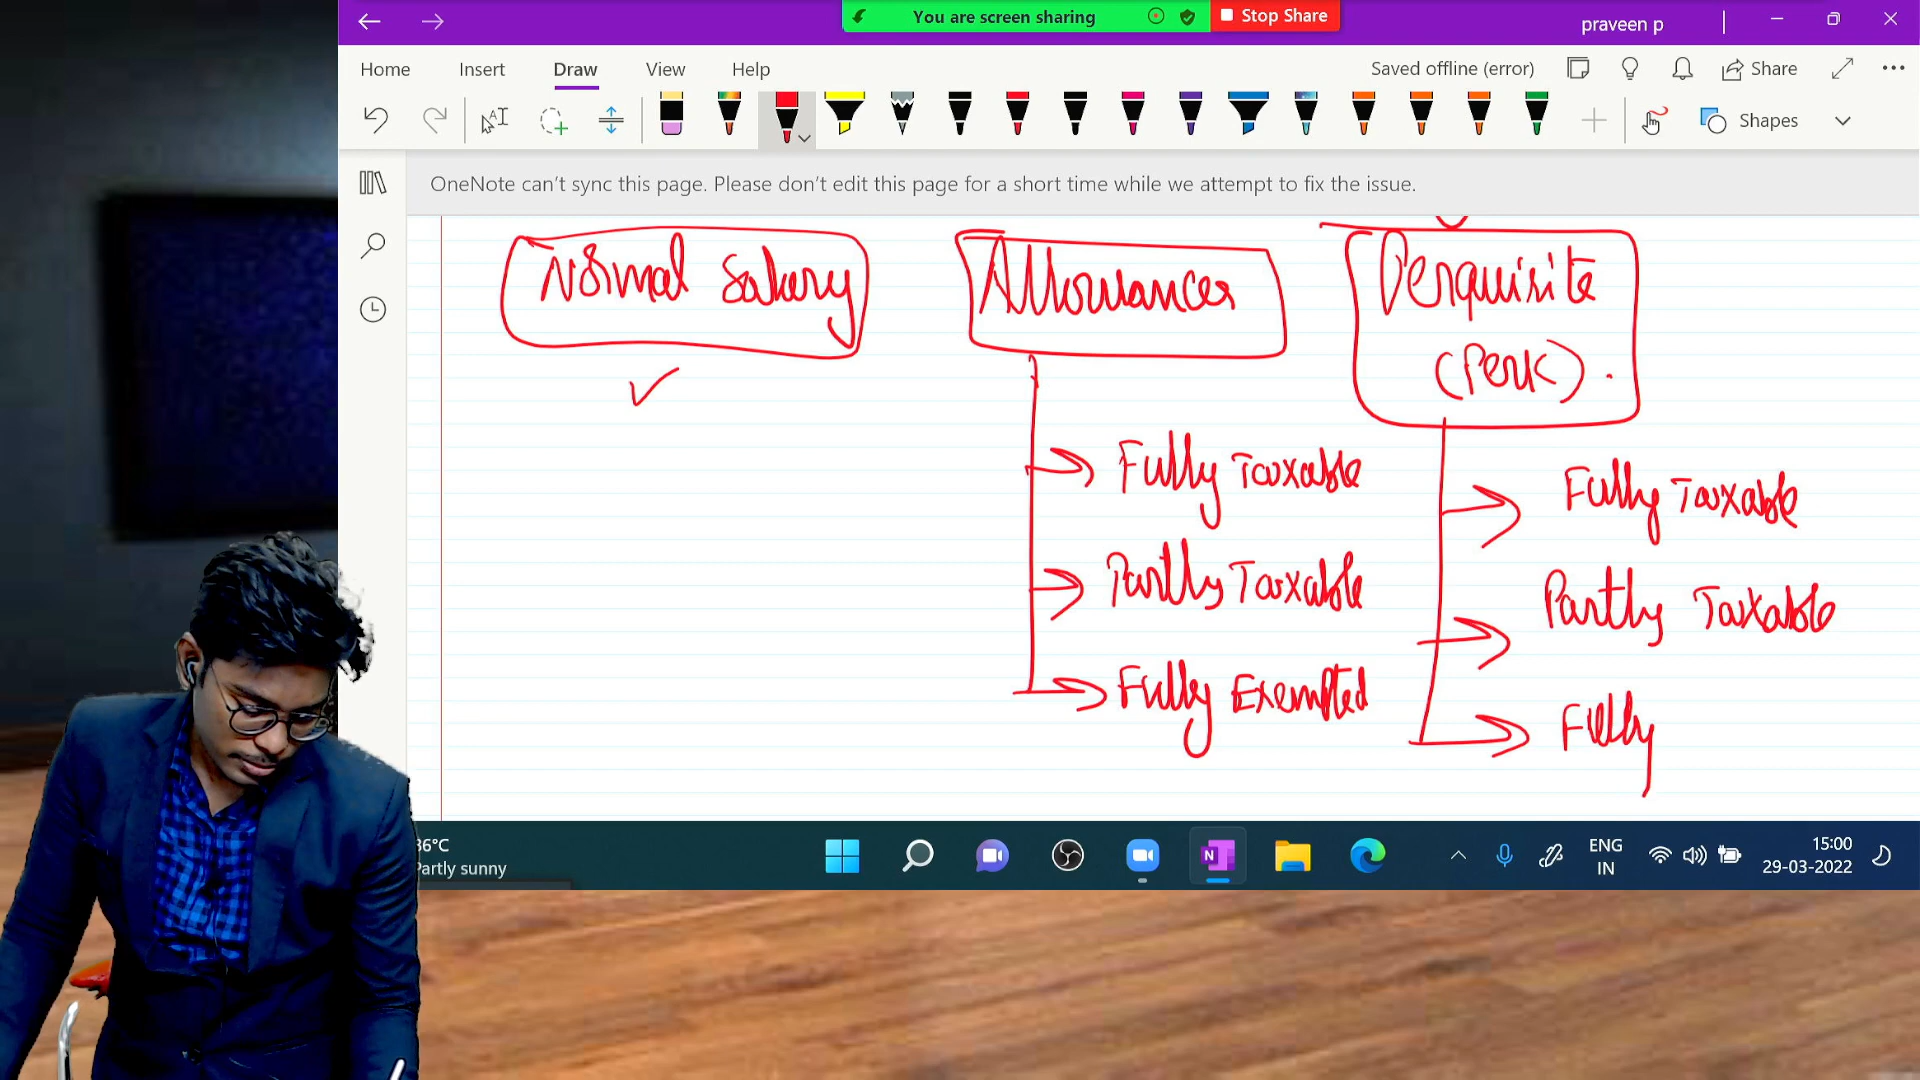 You are screen sharing
Stop Share
praveen p
Home Insert Draw View Help
Saved offline (error)
Share
Shapes
OneNote can't sync this page. Please don't edit this page for a short time while we attempt to fix the issue.
Normal Salary
Allowances
Perquisite
(Perk).
Fully Taxable
Partly Taxable
Fully Exempted
Fully Taxable
Partly Taxable
Fully
36°C
Partly sunny
ENG
IN
15:00
29-03-2022